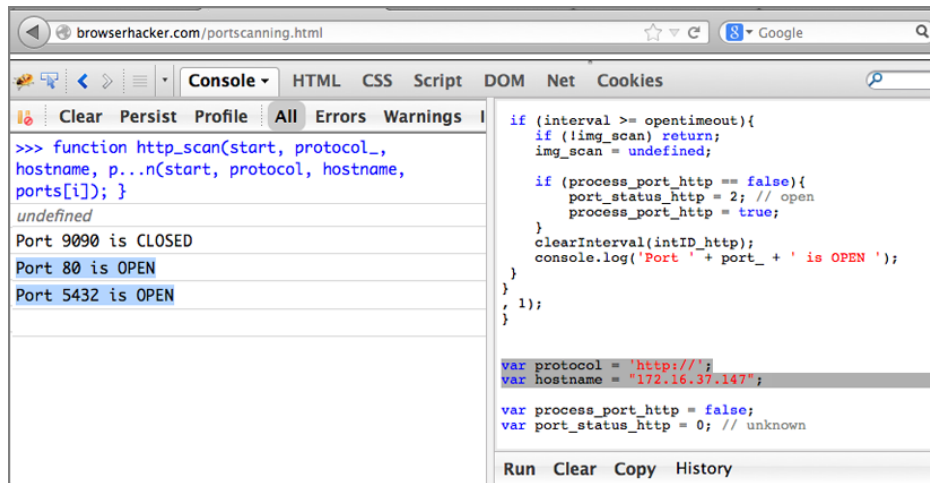 browserhacker.com/portscanning.html
8 Google
Console HTML CSS Script DOM Net Cookies
Clear Persist Profile All Errors Warnings
>>> function http_scan(start, protocol_,
hostname, p...n(start, protocol, hostname,
ports[i]); }
undefined
Port 9090 is CLOSED
Port 80 is OPEN
Port 5432 is OPEN
if (interval >= opentimeout){
if (!img_scan) return;
img_scan = undefined;
if (process_port_http == false){
port_status_http = 2; // open
process_port_http = true;
}
clearInterval(intID_http);
console.log('Port ' + port_ + ' is OPEN ');
}
}
, 1);
}
var protocol = 'http://';
var hostname = "172.16.37.147";
var process_port_http = false;
var port_status_http = 0; // unknown
Run Clear Copy History